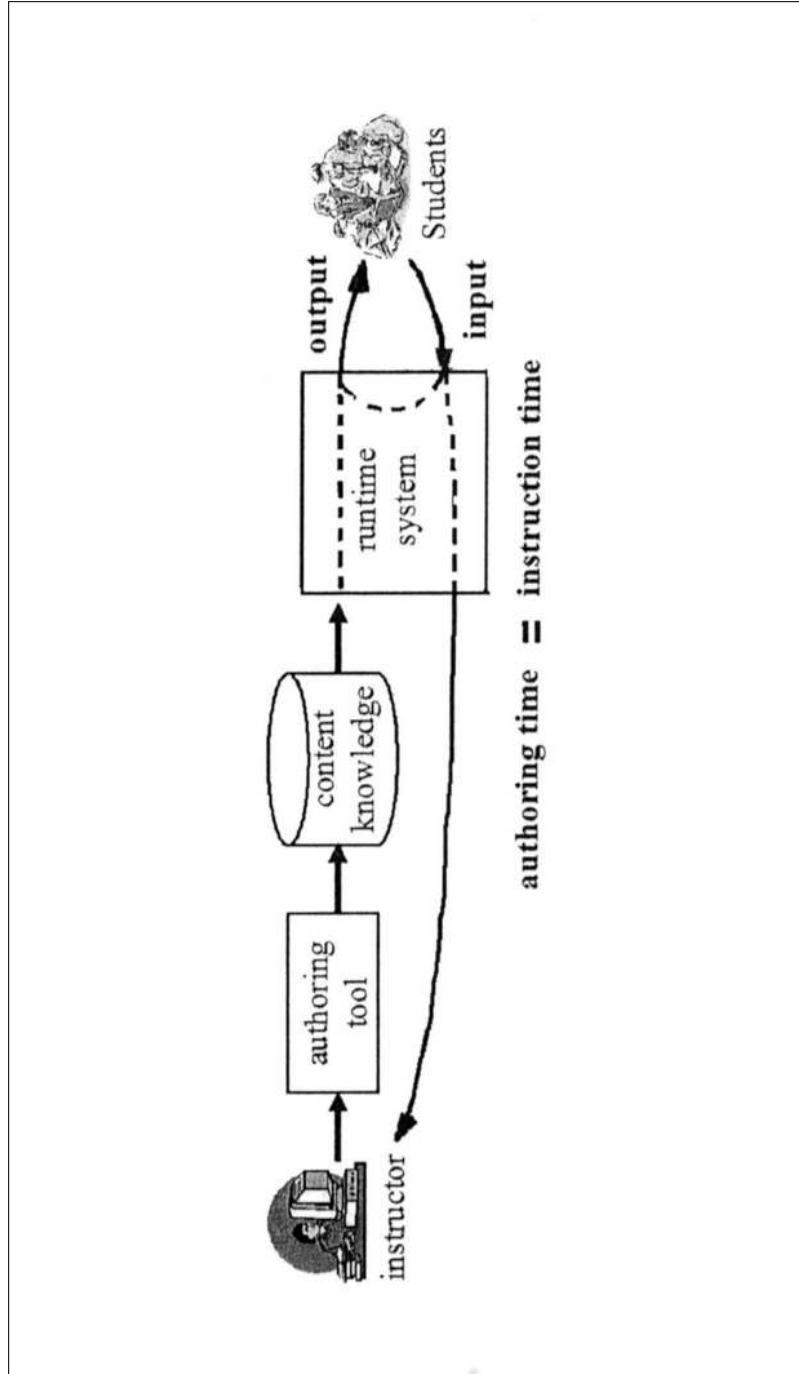 instructor
authoring
tool
content
knowledge
runtime
system
output
Students
input
authoring time = instruction time